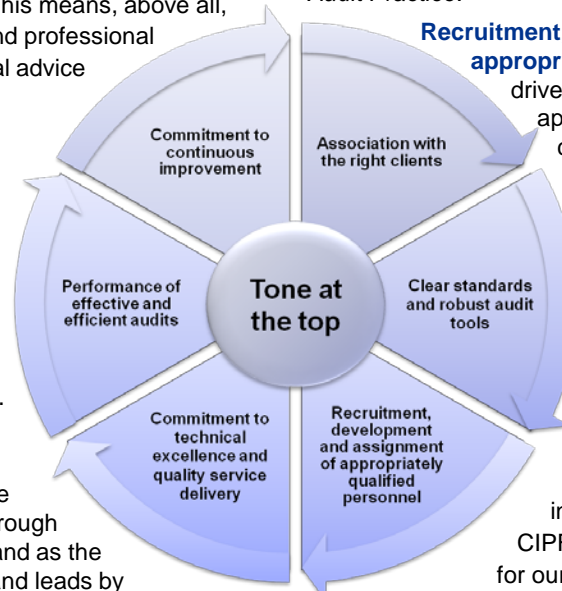 his means, above all,
nd professional
al advice
Recruitment
appropr
drive
ap
Commitment to
continuous
improvement
Association with
the right clients
Clear standards
and robust audit
tools
Recruitment,
development
and assignment
of appropriately
qualified
personnel
Commitment to
technical
excellence and
quality service
delivery
Performance of
effective and
efficient audits
Tone at
the top
rough
and as the
and leads by
in
CIPF
for our